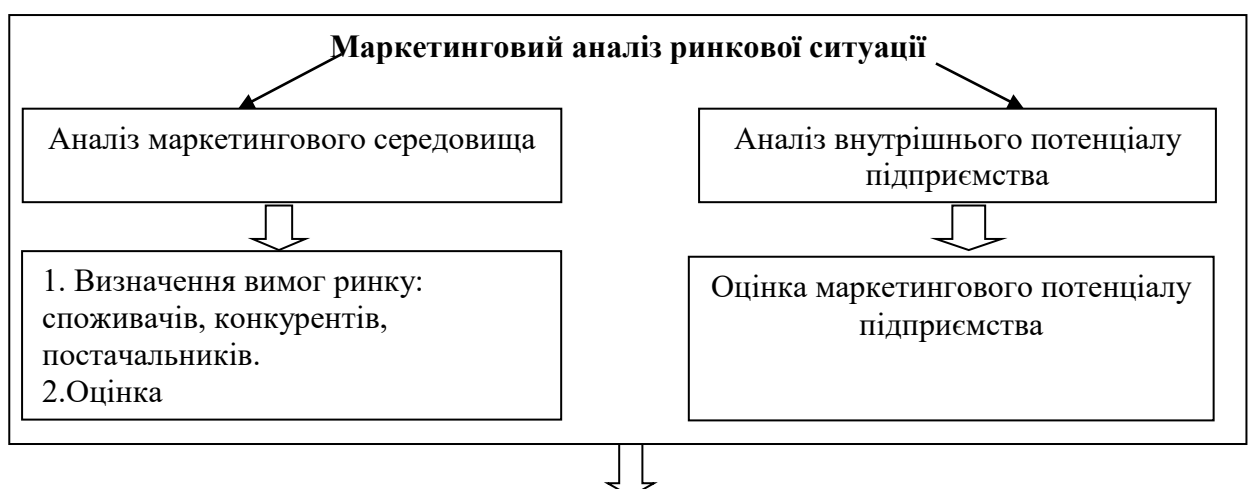 Маркетинговий аналіз ринкової ситуації
Аналіз маркетингового середовища
Аналіз внутрішнього потенціалу
підприємства
1. Визначення вимог ринку:
споживачів, конкурентів,
постачальників.
2.Оцінка
Оцінка маркетингового потенціалу
підприємства